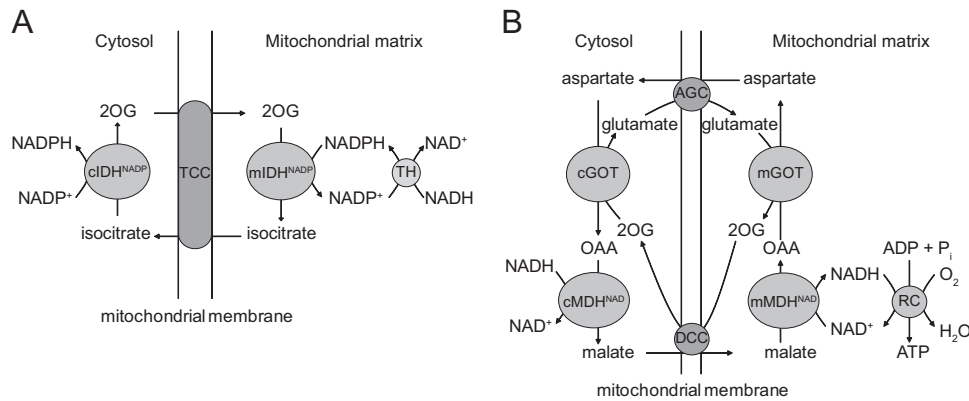 A
Cytosol
Mitochondrial matrix
2OG
2OG
NADPH
NADPH
NAD⁺
cIDHᴺᴬᴰᴾ
TCC
mIDHᴺᴬᴰᴾ
TH
NADP⁺
NADP⁺
NADH
isocitrate
isocitrate
mitochondrial membrane
B
Cytosol
Mitochondrial matrix
aspartate
aspartate
AGC
glutamate
glutamate
cGOT
mGOT
2OG
2OG
OAA
OAA
ADP + Pᵢ
NADH
NADH
O₂
cMDHᴺᴬᴰ
mMDHᴺᴬᴰ
RC
NAD⁺
NAD⁺
H₂O
DCC
malate
malate
ATP
mitochondrial membrane